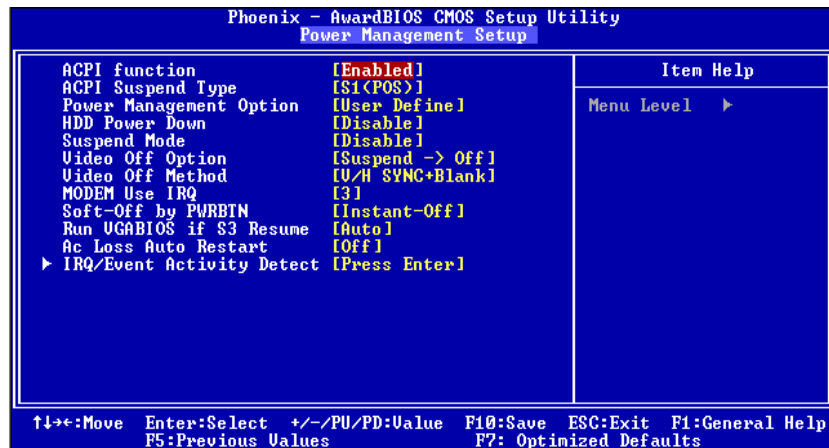 Phoenix - AwardBIOS CMOS Setup Utility
Power Management Setup
ACPI function [Enabled]
ACPI Suspend Type [S1(POS)]
Power Management Option [User Define]
HDD Power Down [Disable]
Suspend Mode [Disable]
Video Off Option [Suspend -> Off]
Video Off Method [V/H SYNC+Blank]
MODEM Use IRQ [3]
Soft-Off by PWRBTN [Instant-Off]
Run VGABIOS if S3 Resume [Auto]
Ac Loss Auto Restart [Off]
▶ IRQ/Event Activity Detect [Press Enter]
Item Help
Menu Level ▶
↑↓→←:Move Enter:Select +/-/PU/PD:Value F10:Save ESC:Exit F1:General Help
F5:Previous Values F7: Optimized Defaults